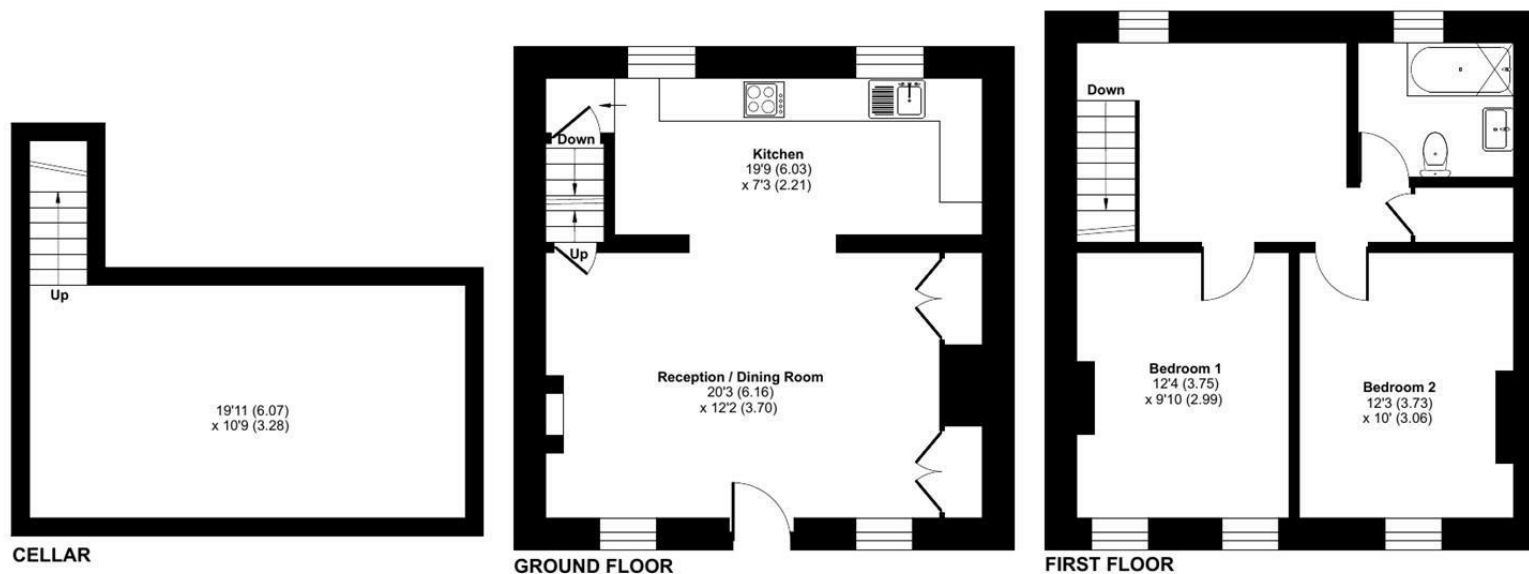 Up
19'11 (6.07)
x 10'9 (3.28)
CELLAR
Down
Kitchen
19'9 (6.03)
x 7'3 (2.21)
Up
Reception / Dining Room
20'3 (6.16)
x 12'2 (3.70)
GROUND FLOOR
Down
Bedroom 1
12'4 (3.75)
x 9'10 (2.99)
Bedroom 2
12'3 (3.73)
x 10' (3.06)
FIRST FLOOR